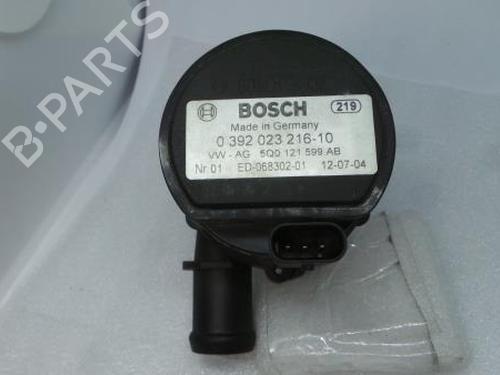 B-PARTS
BOSCH 219
Made in Germany
0 392 023 216-10
VW - AG 5Q0 121 599 AB
Nr 01 ED-068302-01 12-07-04